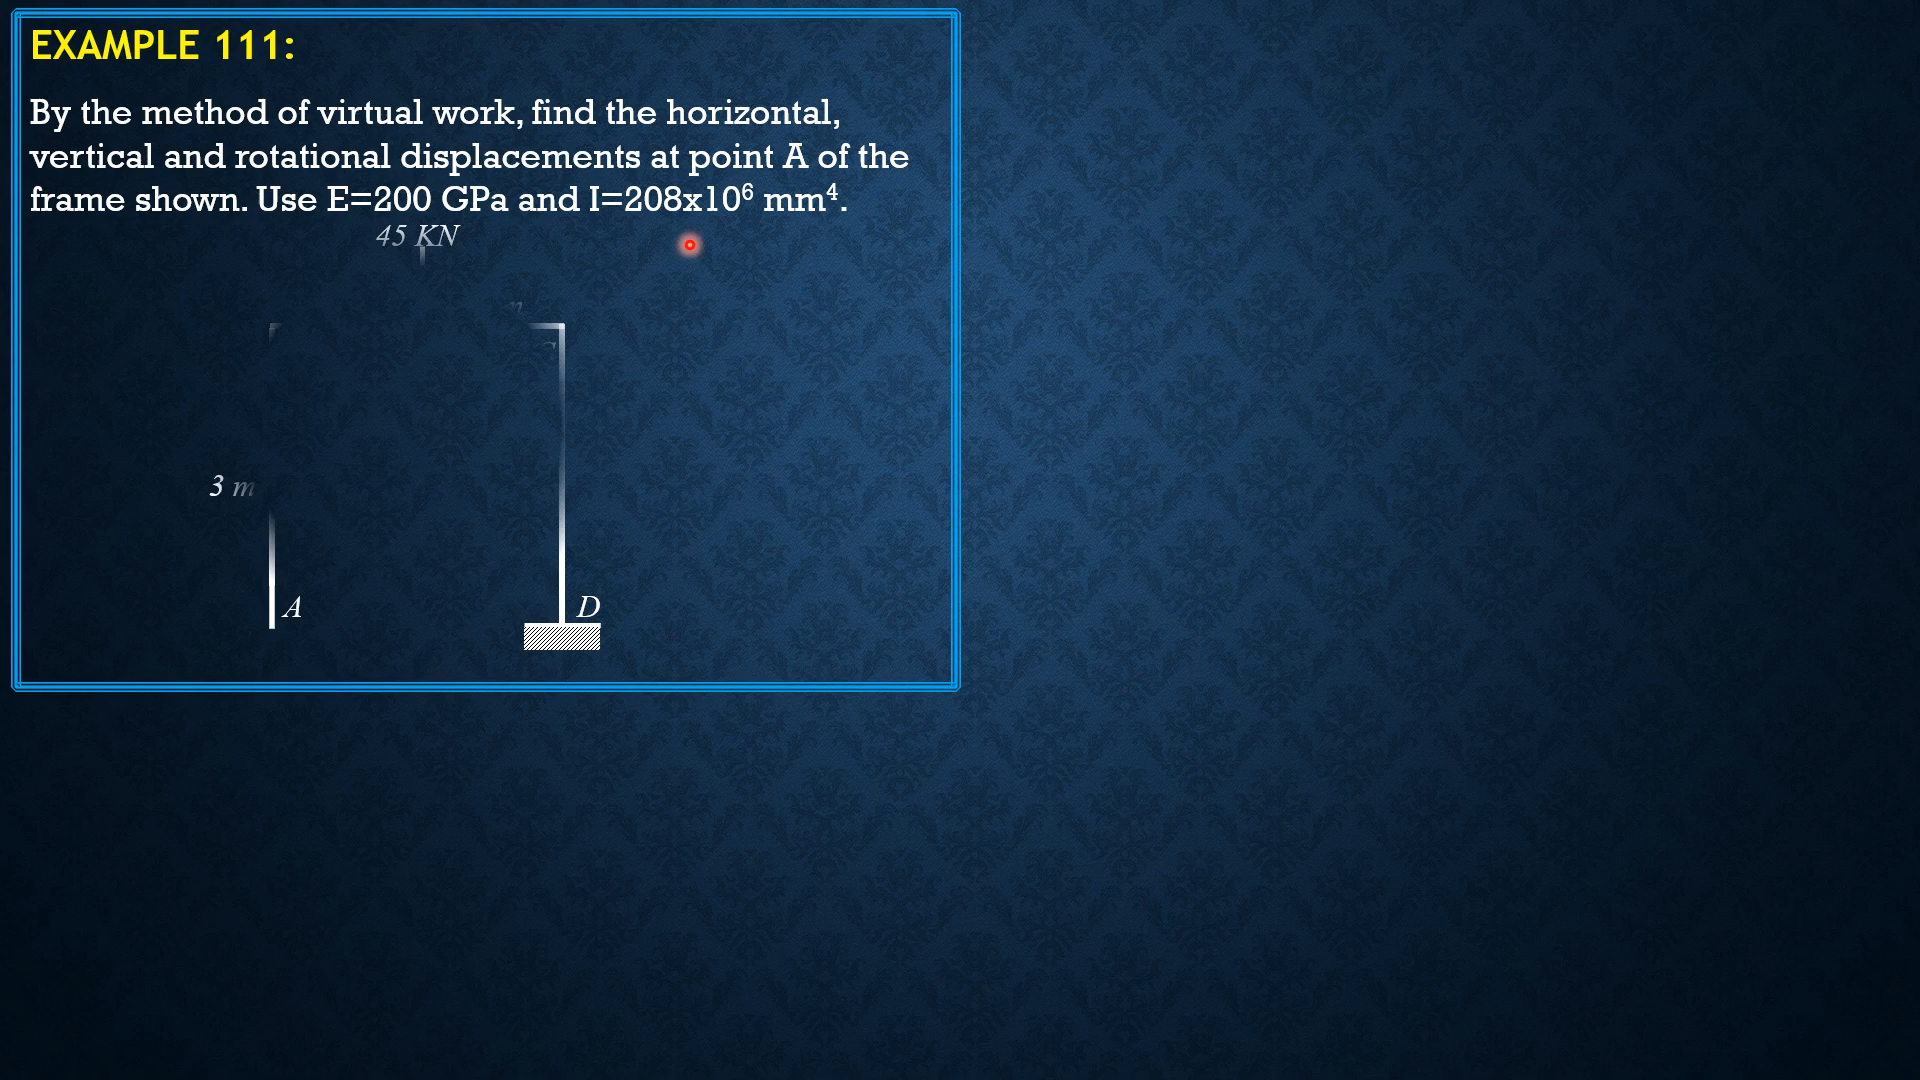 EXAMPLE 111:
By the method of virtual work, find the horizontal,
vertical and rotational displacements at point A of the
frame shown. Use E=200 GPa and I=208x10⁶ mm⁴.
45 KN
3 m
A
D